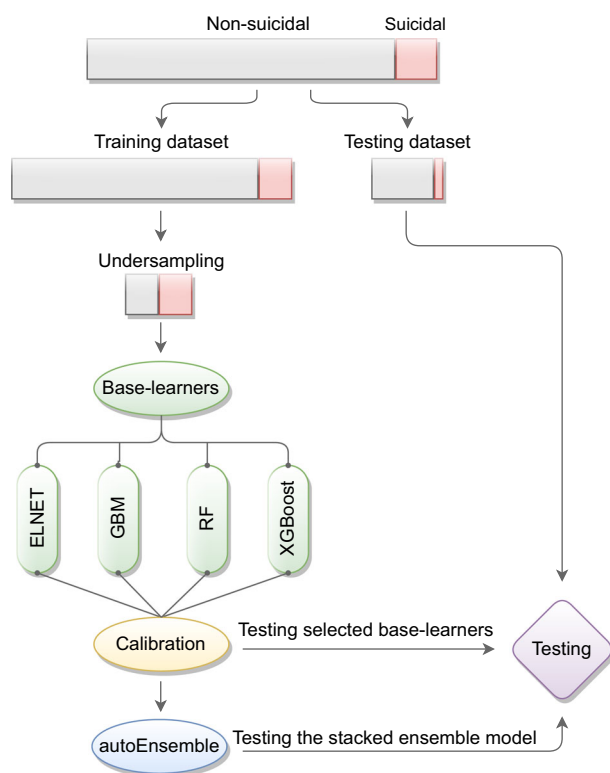 Non-suicidal
Suicidal
Training dataset
Testing dataset
Undersampling
Base-learners
ELNET
GBM
RF
XGBoost
Calibration
Testing selected base-learners
Testing
autoEnsemble
Testing the stacked ensemble model